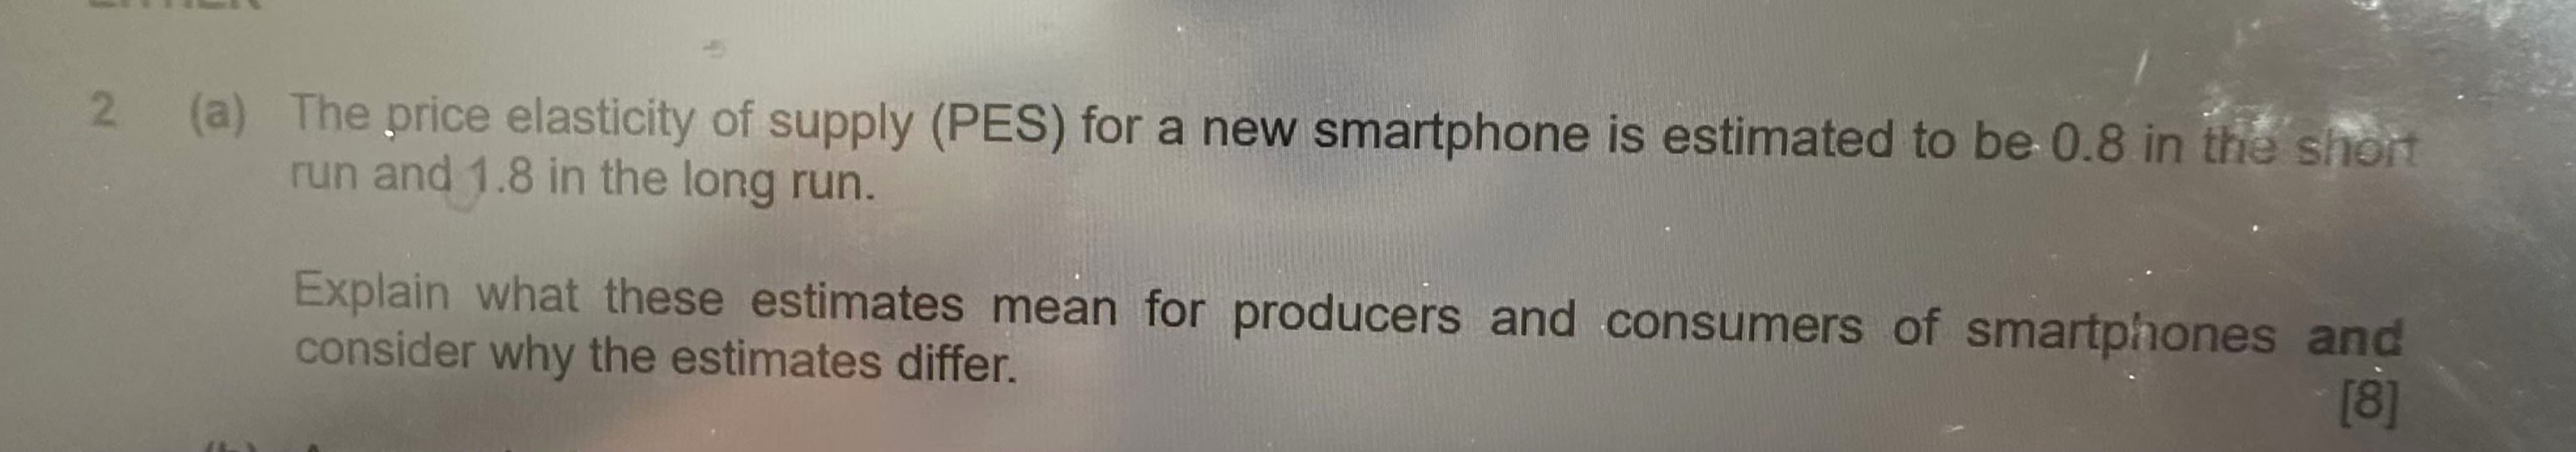 2 (a) The price elasticity of supply (PES) for a new smartphone is estimated to be 0.8 in the short
run and 1.8 in the long run.
Explain what these estimates mean for producers and consumers of smartphones and
consider why the estimates differ.
[8]